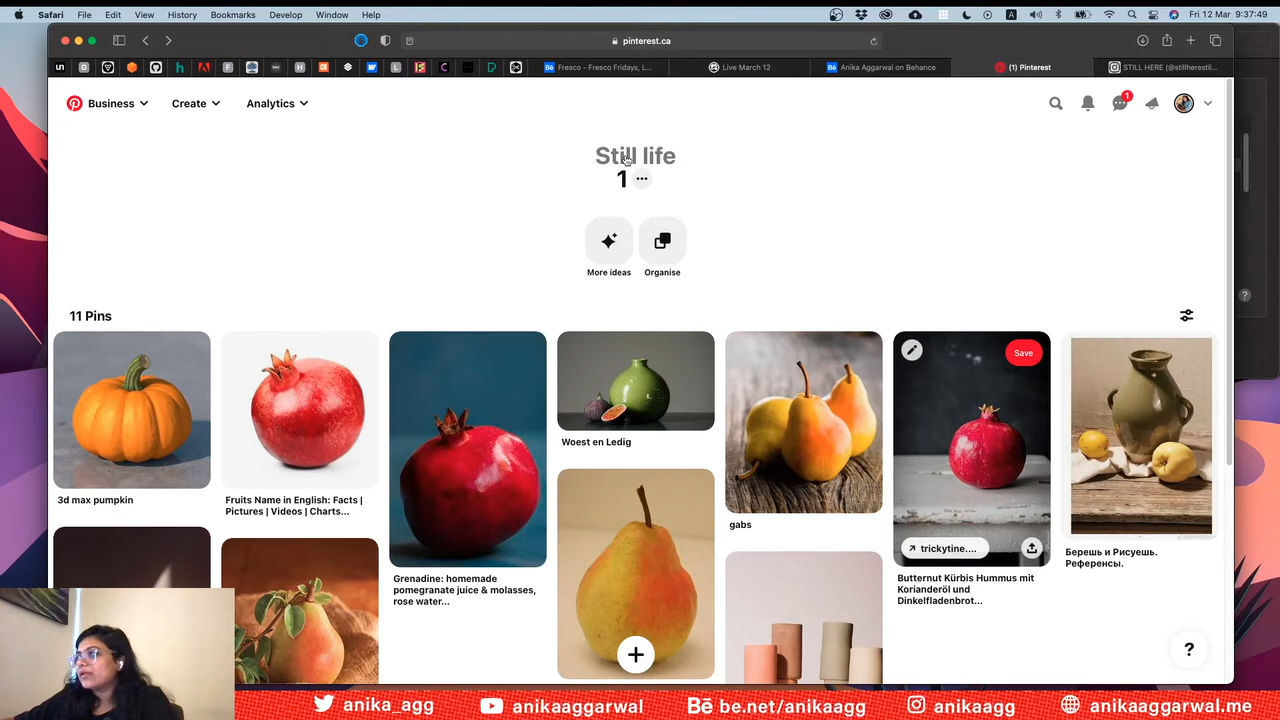 Safari File Edit View History Bookmarks Develop Window Help
A
Fri 12 Mar 9:37:49
pinterest.ca
Fresco - Fresco Fridays, L...
Live March 12
Anika Aggarwal on Behance
(1) Pinterest
STILL HERE (@stillherestil...
Business Create Analytics
1
Still life
1 ...
More ideas Organise
11 Pins
Save
trickytine....
3d max pumpkin
Fruits Name in English: Facts |
Pictures | Videos | Charts...
Grenadine: homemade
pomegranate juice & molasses,
rose water...
Woest en Ledig
gabs
Butternut Kürbis Hummus mit
Korianderöl und
Dinkelfladenbrot...
Берешь и Рисуешь.
Референсы.
?
anika_agg anikaaggarwal Bē be.net/anikaagg anikaagg anikaaggarwal.me